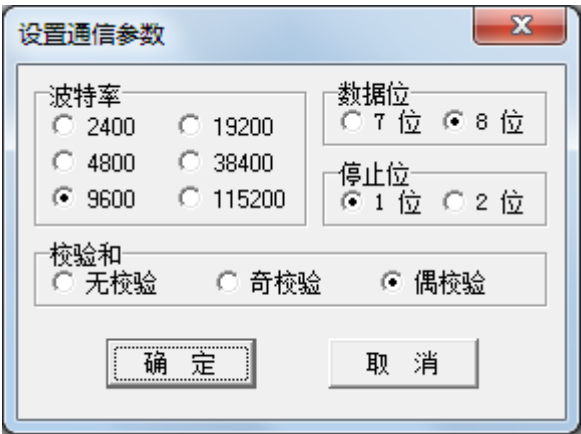 设置通信参数
波特率
2400 19200
4800 38400
9600 115200
数据位
7 位 8 位
停止位
1 位 2 位
校验和
无校验 奇校验 偶校验
确 定 取 消